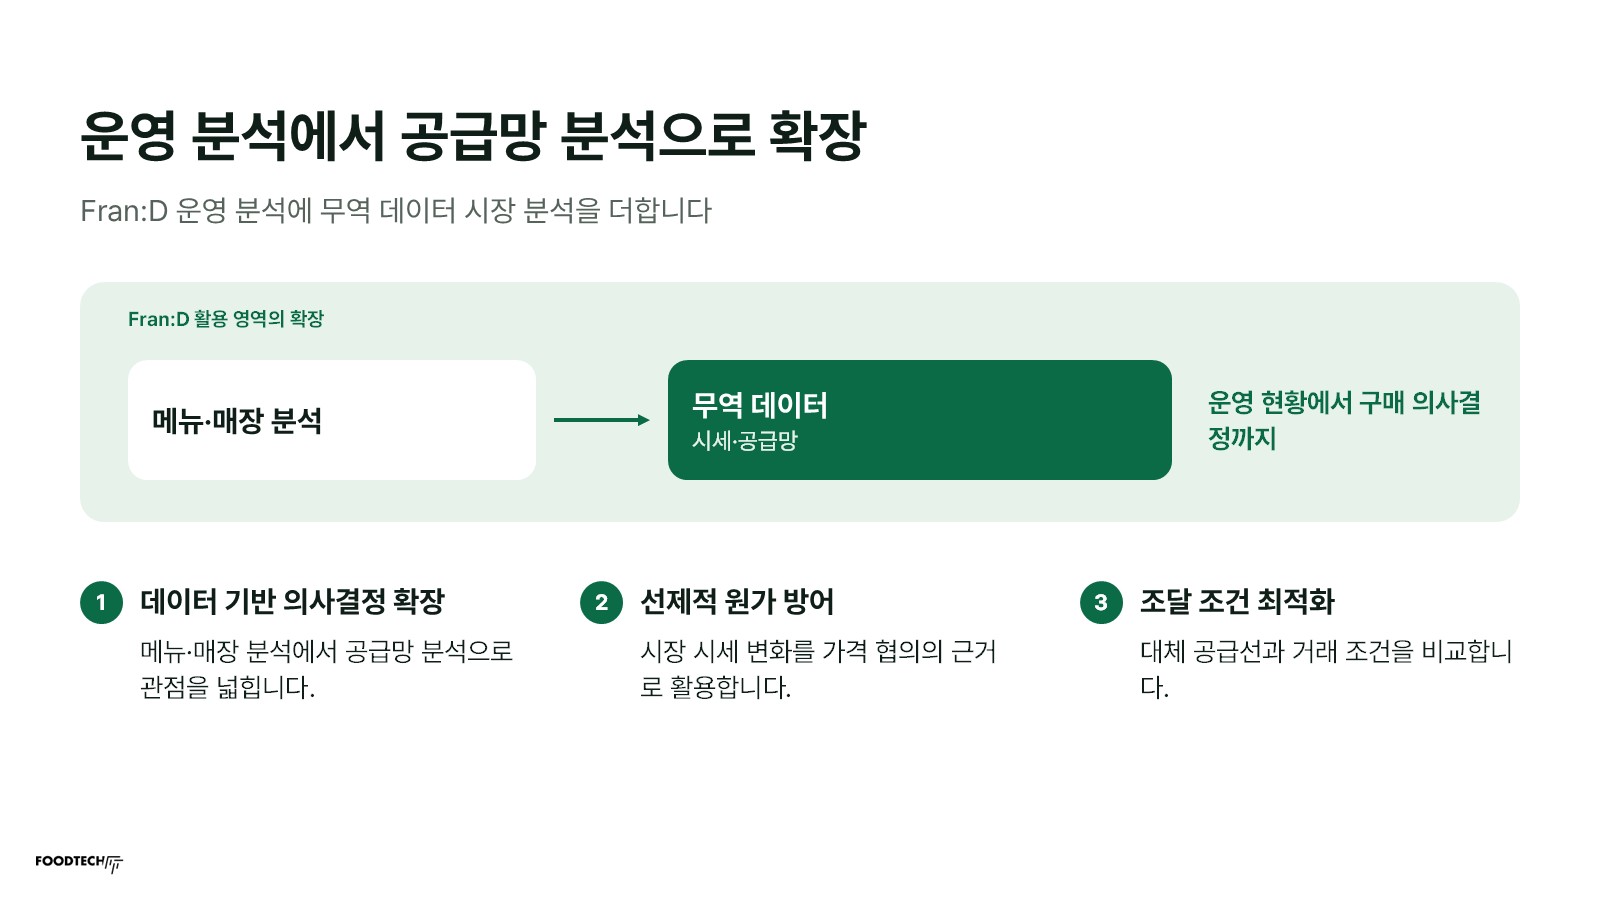 운영 분석에서 공급망 분석으로 확장
Fran:D 운영 분석에 무역 데이터 시장 분석을 더합니다
Fran:D 활용 영역의 확장
메뉴·매장 분석
무역 데이터
시세·공급망
운영 현황에서 구매 의사결
정까지
1 데이터 기반 의사결정 확장
메뉴·매장 분석에서 공급망 분석으로
관점을 넓힙니다.
2 선제적 원가 방어
시장 시세 변화를 가격 협의의 근거
로 활용합니다.
3 조달 조건 최적화
대체 공급선과 거래 조건을 비교합니
다.
FOODTECH